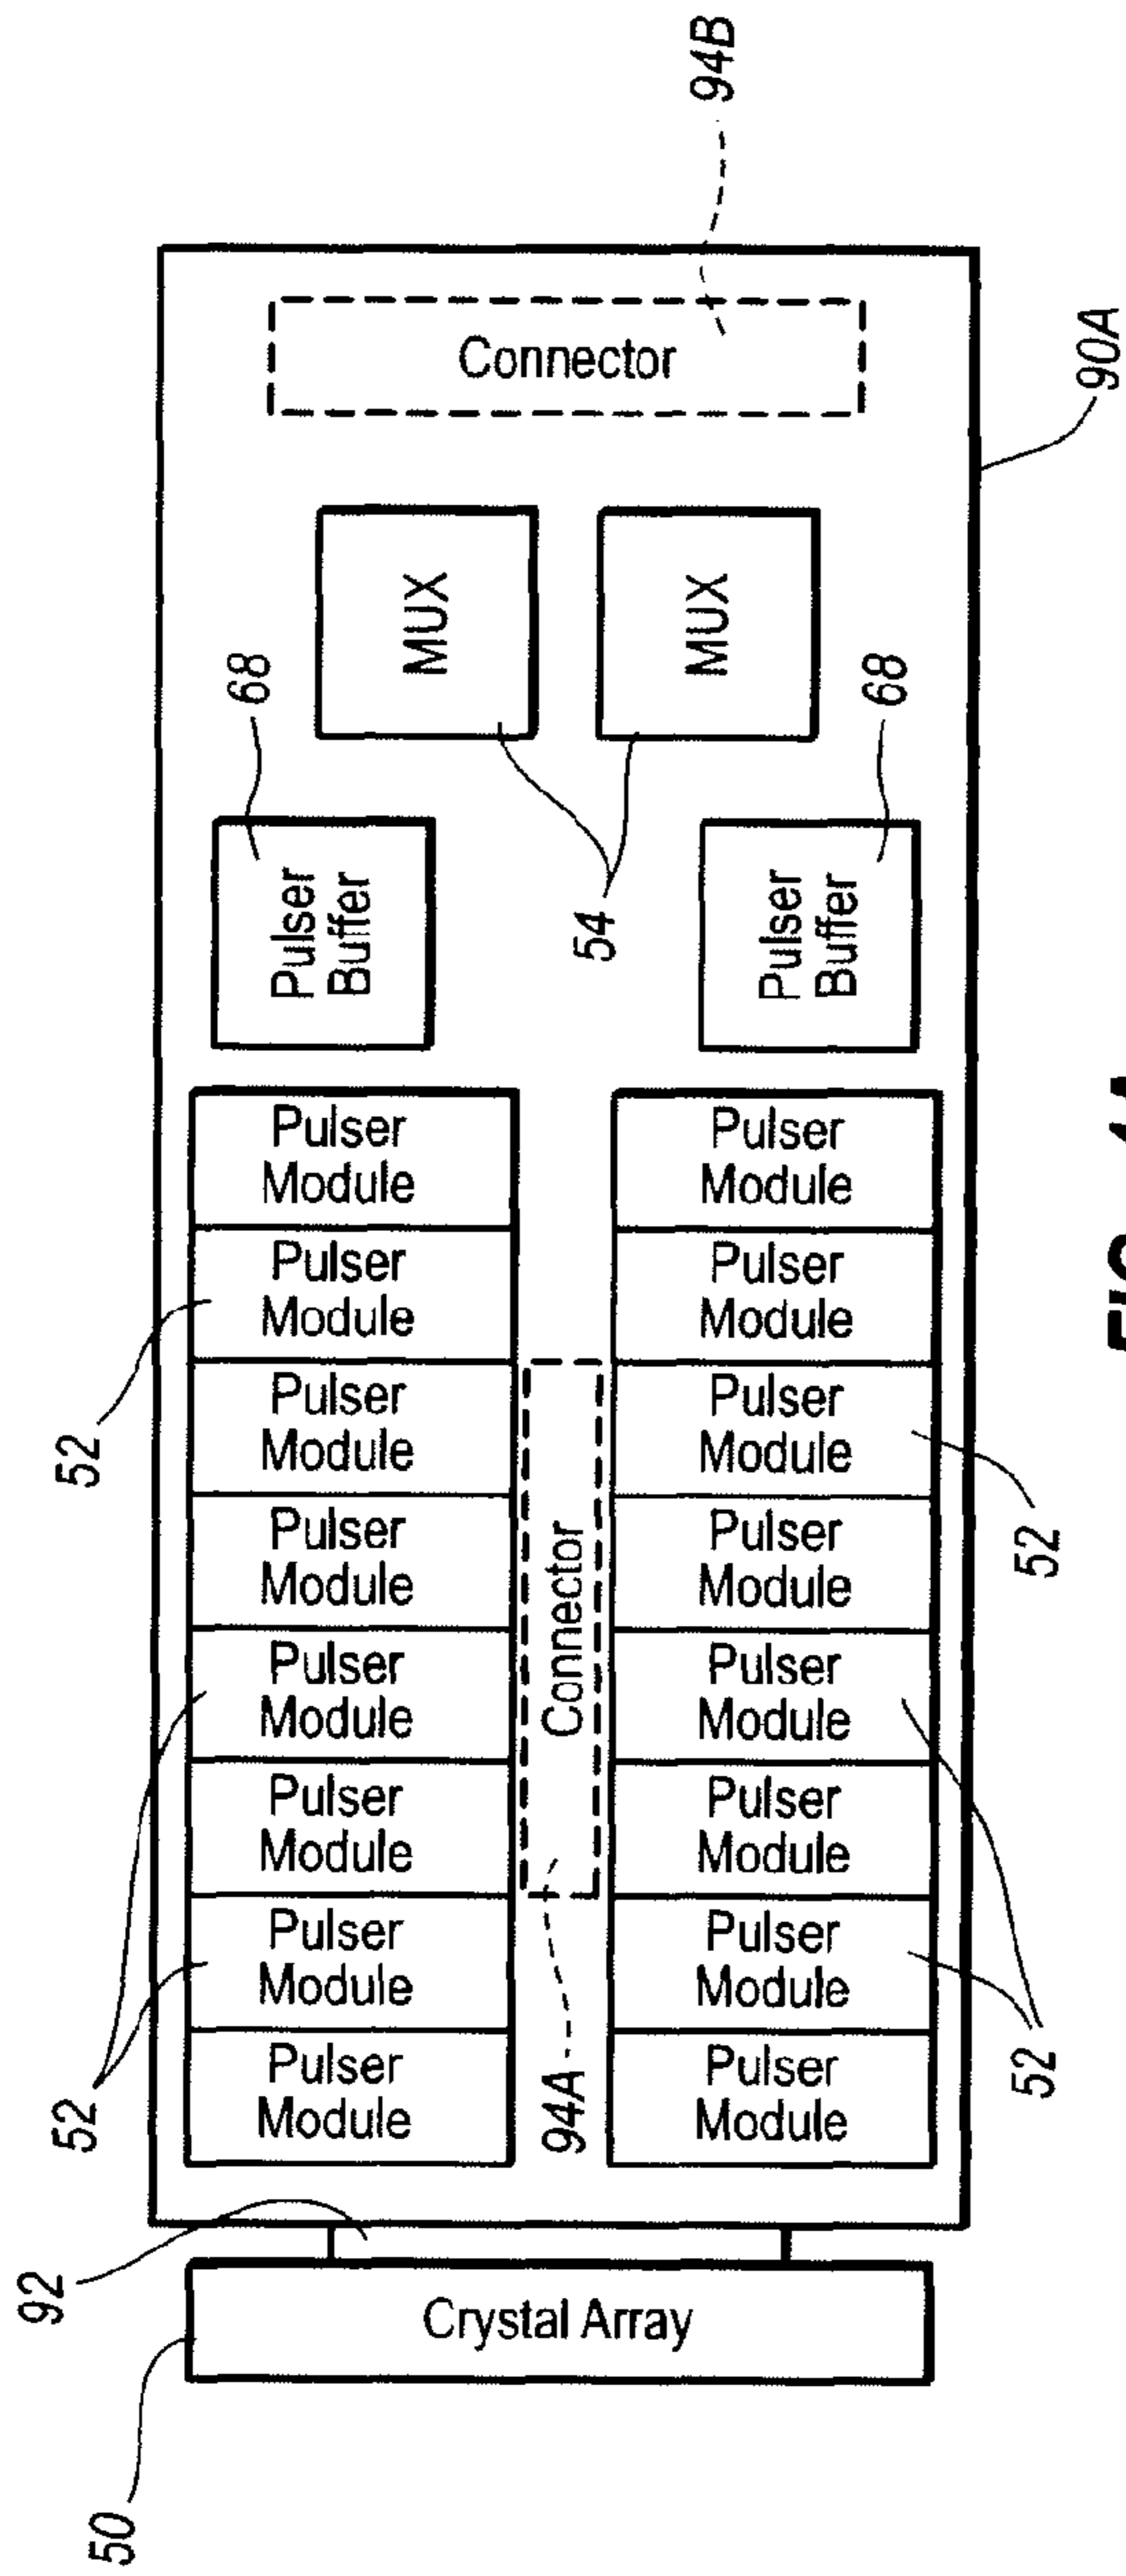 94B
Connector
90A
MUX
MUX
68
68
54
Pulser
Buffer
Pulser
Buffer
Pulser
Module
Pulser
Module
Pulser
Module
Pulser
Module
52
Pulser
Module
Pulser
Module
52
52
Pulser
Module
Pulser
Module
Connector
Pulser
Module
Pulser
Module
Pulser
Module
Pulser
Module
Pulser
Module
Pulser
Module
52
94A
52
Pulser
Module
Pulser
Module
92
Crystal Array
50